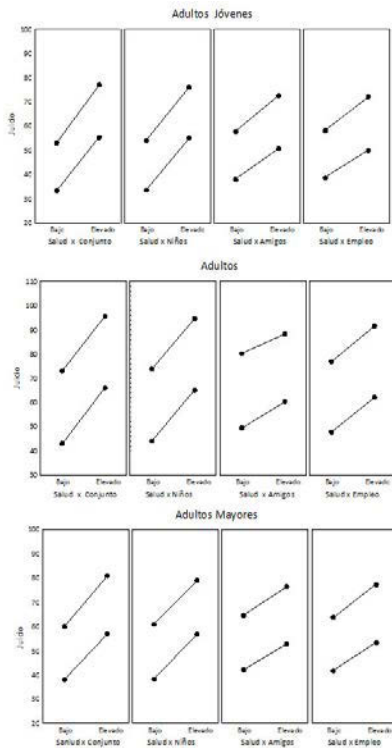 Adultos Jóvenes
100
90
80
70
60
50
40
30
20
Juicio
Bajo Elevado Bajo Elevado Bajo Elevado Bajo Elevado
Salud x Conjunto Salud x Niños Salud x Amigos Salud x Empleo
Adultos
110
100
90
80
70
60
50
40
30
Juicio
Bajo Elevado Bajo Elevado Bajo Elevado Bajo Elevado
Salud x Conjunto Salud x Niños Salud x Amigos Salud x Empleo
Adultos Mayores
100
90
80
70
60
50
40
30
20
Juicio
Bajo Elevado Bajo Elevado Bajo Elevado Bajo Elevado
Sanlud x Conjunto Salud x Niños Salud x Amigos Salud x Empleo